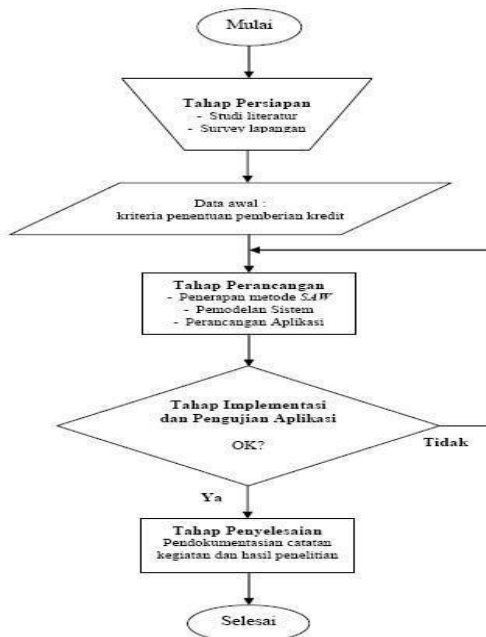 Mulai
Tahap Persiapan
- Studi literatur
- Survey lapangan
Data awal :
kriteria penentuan pemberian kredit
Tahap Perancangan
- Penerapan metode SAW
- Pemodelan Sistem
- Perancangan Aplikasi
Tahap Implementasi
dan Pengujian Aplikasi
OK?
Tidak
Ya
Tahap Penyelesaian
Pendokumentasian catatan
kegiatan dan hasil penelitian
Selesai